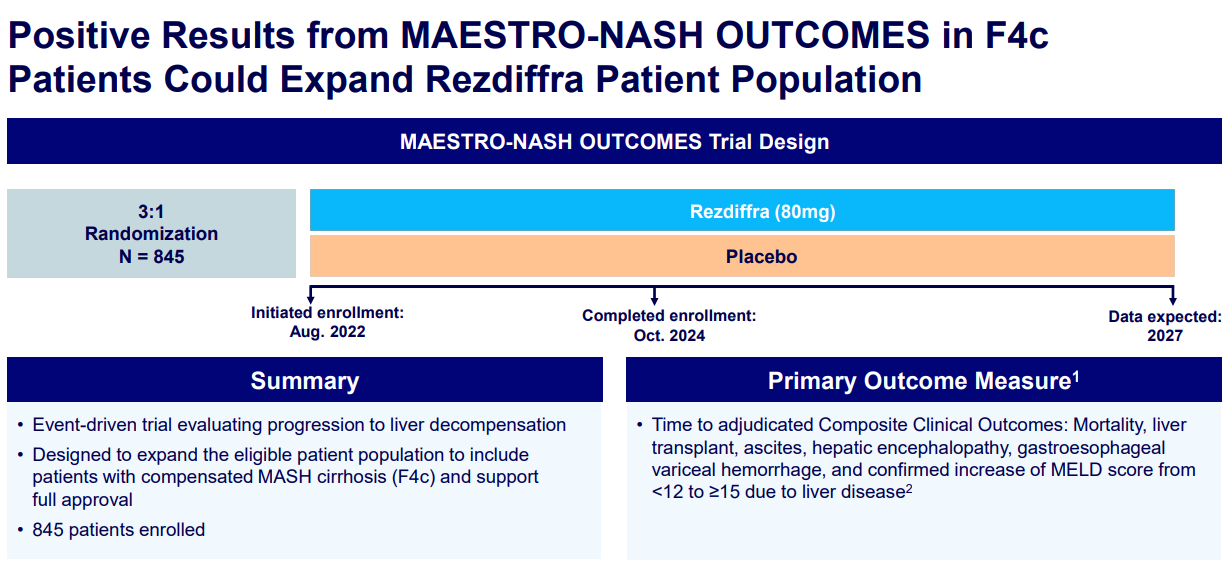 Positive Results from MAESTRO-NASH OUTCOMES in F4c
Patients Could Expand Rezdiffra Patient Population
MAESTRO-NASH OUTCOMES Trial Design
3:1
Randomization
N = 845
Rezdiffra (80mg)
Placebo
Initiated enrollment:
Aug. 2022
Completed enrollment:
Oct. 2024
Data expected:
2027
Summary
• Event-driven trial evaluating progression to liver decompensation
• Designed to expand the eligible patient population to include
patients with compensated MASH cirrhosis (F4c) and support
full approval
• 845 patients enrolled
Primary Outcome Measure¹
• Time to adjudicated Composite Clinical Outcomes: Mortality, liver
transplant, ascites, hepatic encephalopathy, gastroesophageal
variceal hemorrhage, and confirmed increase of MELD score from
<12 to ≥15 due to liver disease²